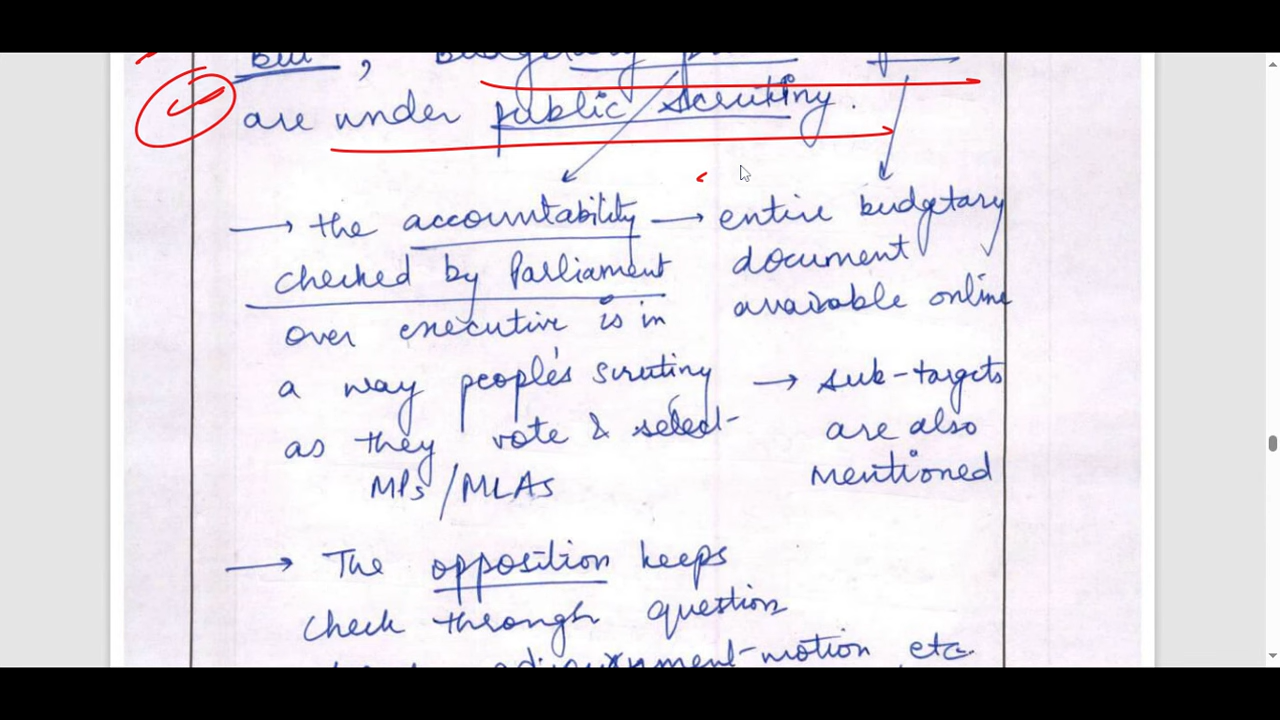 are under public scrutiny.
→ the accountability
checked by Parliament
over executive is in
a way people's scrutiny
as they vote & select
MPs/MLAs
→ entire budgetary
document
available online
→ sub-targets
are also
mentioned
→ The opposition keeps
check through question
adjournment-motion etc.